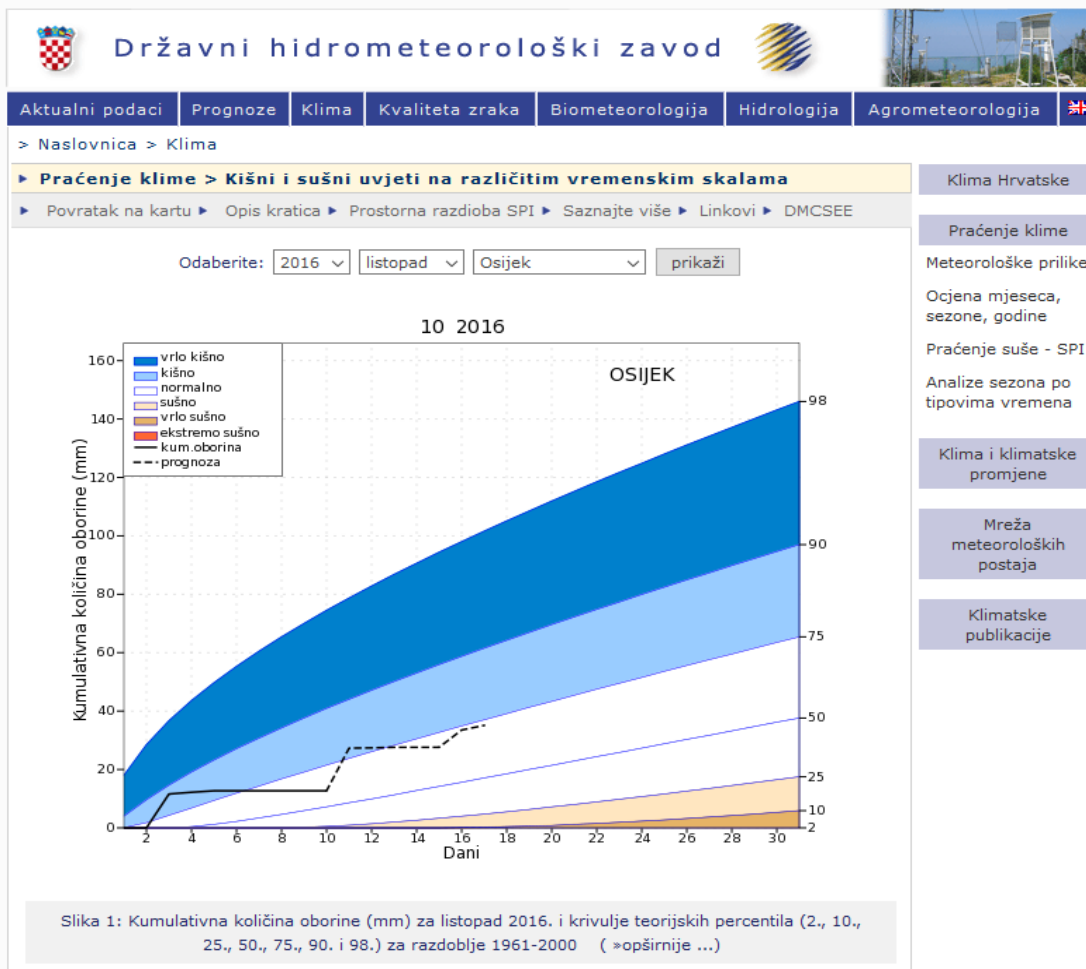 Državni hidrometeorološki zavod
Aktualni podaci Prognoze Klima Kvaliteta zraka Biometeorologija Hidrologija Agrometeorologija
> Naslovnica > Klima
Praćenje klime > Kišni i sušni uvjeti na različitim vremenskim skalama
Povratak na kartu Opis kratica Prostorna razdioba SPI Saznajte više Linkovi DMCSEE
Odaberite: 2016 listopad Osijek prikaži
10 2016
OSIJEK
vrlo kišno
kišno
normalno
sušno
vrlo sušno
ekstremo sušno
kum.oborina
prognoza
Kumulativna količina oborine (mm)
160
140
120
100
80
60
40
20
0
98
90
75
50
25
10
2
2 4 6 8 10 12 14 16 18 20 22 24 26 28 30
Dani
Slika 1: Kumulativna količina oborine (mm) za listopad 2016. i krivulje teorijskih percentila (2., 10.,
25., 50., 75., 90. i 98.) za razdoblje 1961-2000 ( »opširnije ...)
Klima Hrvatske
Praćenje klime
Meteorološke prilike
Ocjena mjeseca,
sezone, godine
Praćenje suše - SPI
Analize sezona po
tipovima vremena
Klima i klimatske
promjene
Mreža
meteoroloških
postaja
Klimatske
publikacije